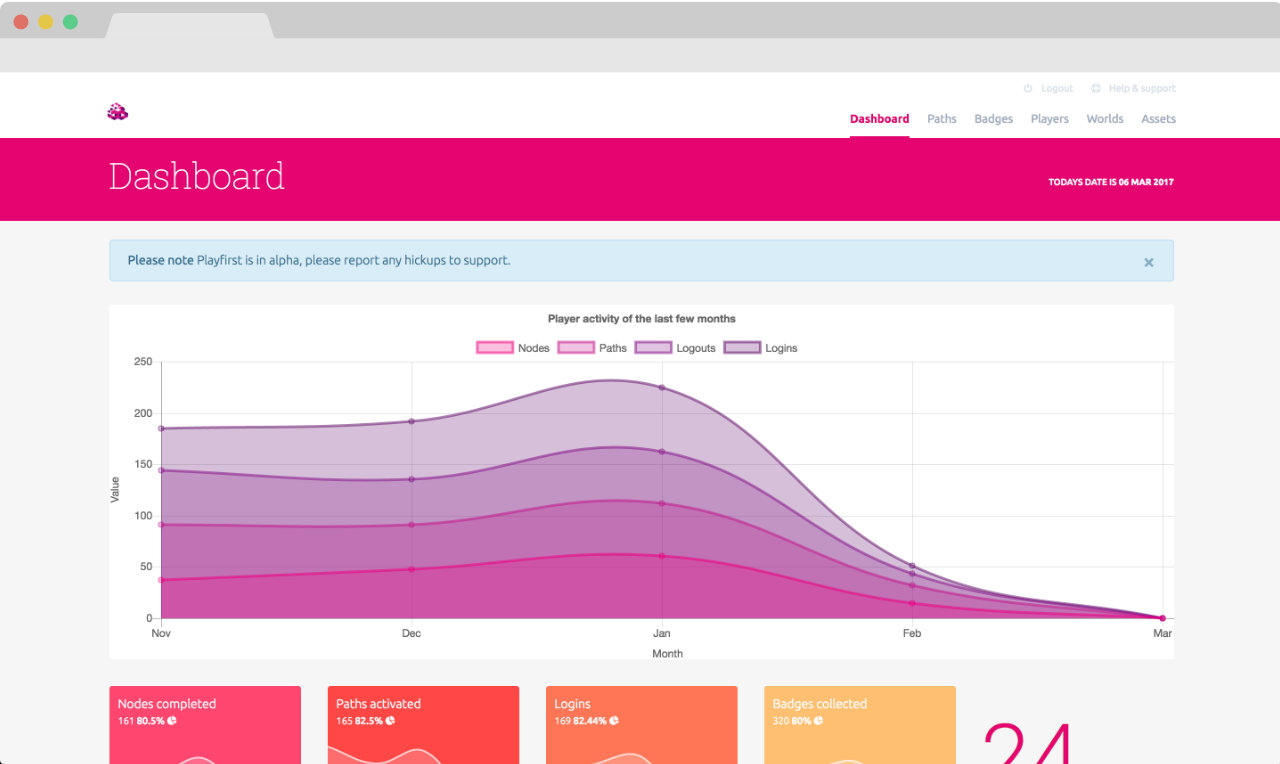 Logout Help & support
Dashboard Paths Badges Players Worlds Assets
Dashboard
TODAYS DATE IS 06 MAR 2017
Please note Playfirst is in alpha, please report any hickups to support.
×
Player activity of the last few months
Nodes Paths Logouts Logins
250
200
150
100
50
0
Value
Nov Dec Jan Feb Mar
Month
Nodes completed
161 80.5%
Paths activated
165 82.5%
Logins
169 82.44%
Badges collected
320 80%
24